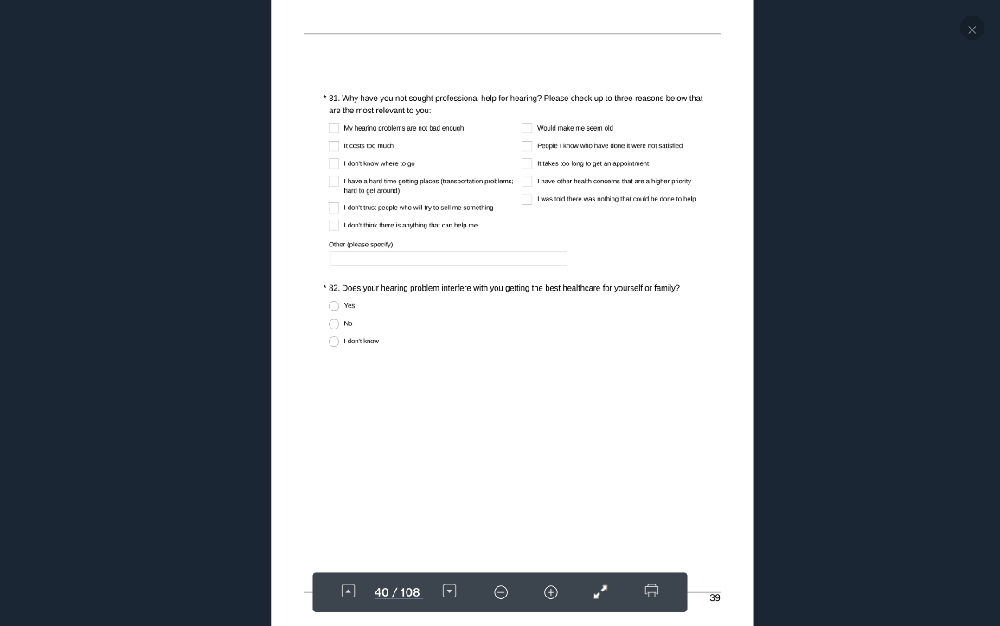 * 81. Why have you not sought professional help for hearing? Please check up to three reasons below that
are the most relevant to you:
My hearing problems are not bad enough
It costs too much
I don't know where to go
I have a hard time getting places (transportation problems;
hard to get around)
I don't trust people who will try to sell me something
I don't think there is anything that can help me
Would make me seem old
People I know who have done it were not satisfied
It takes too long to get an appointment
I have other health concerns that are a higher priority
I was told there was nothing that could be done to help
Other (please specify)
* 82. Does your hearing problem interfere with you getting the best healthcare for yourself or family?
Yes
No
I don't know
40 / 108
39